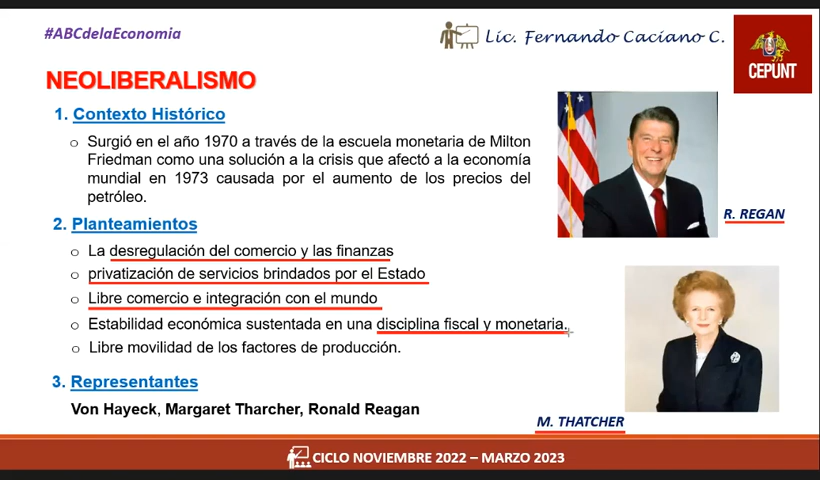 #ABCdelaEconomia
Lic. Fernando Caciano C.
CEPUNT
NEOLIBERALISMO
1. Contexto Histórico
o Surgió en el año 1970 a través de la escuela monetaria de Milton
Friedman como una solución a la crisis que afectó a la economía
mundial en 1973 causada por el aumento de los precios del
petróleo.
R. REGAN
2. Planteamientos
o La desregulación del comercio y las finanzas
o privatización de servicios brindados por el Estado
o Libre comercio e integración con el mundo
o Estabilidad económica sustentada en una disciplina fiscal y monetaria.
o Libre movilidad de los factores de producción.
3. Representantes
Von Hayeck, Margaret Tharcher, Ronald Reagan
M. THATCHER
CICLO NOVIEMBRE 2022 – MARZO 2023